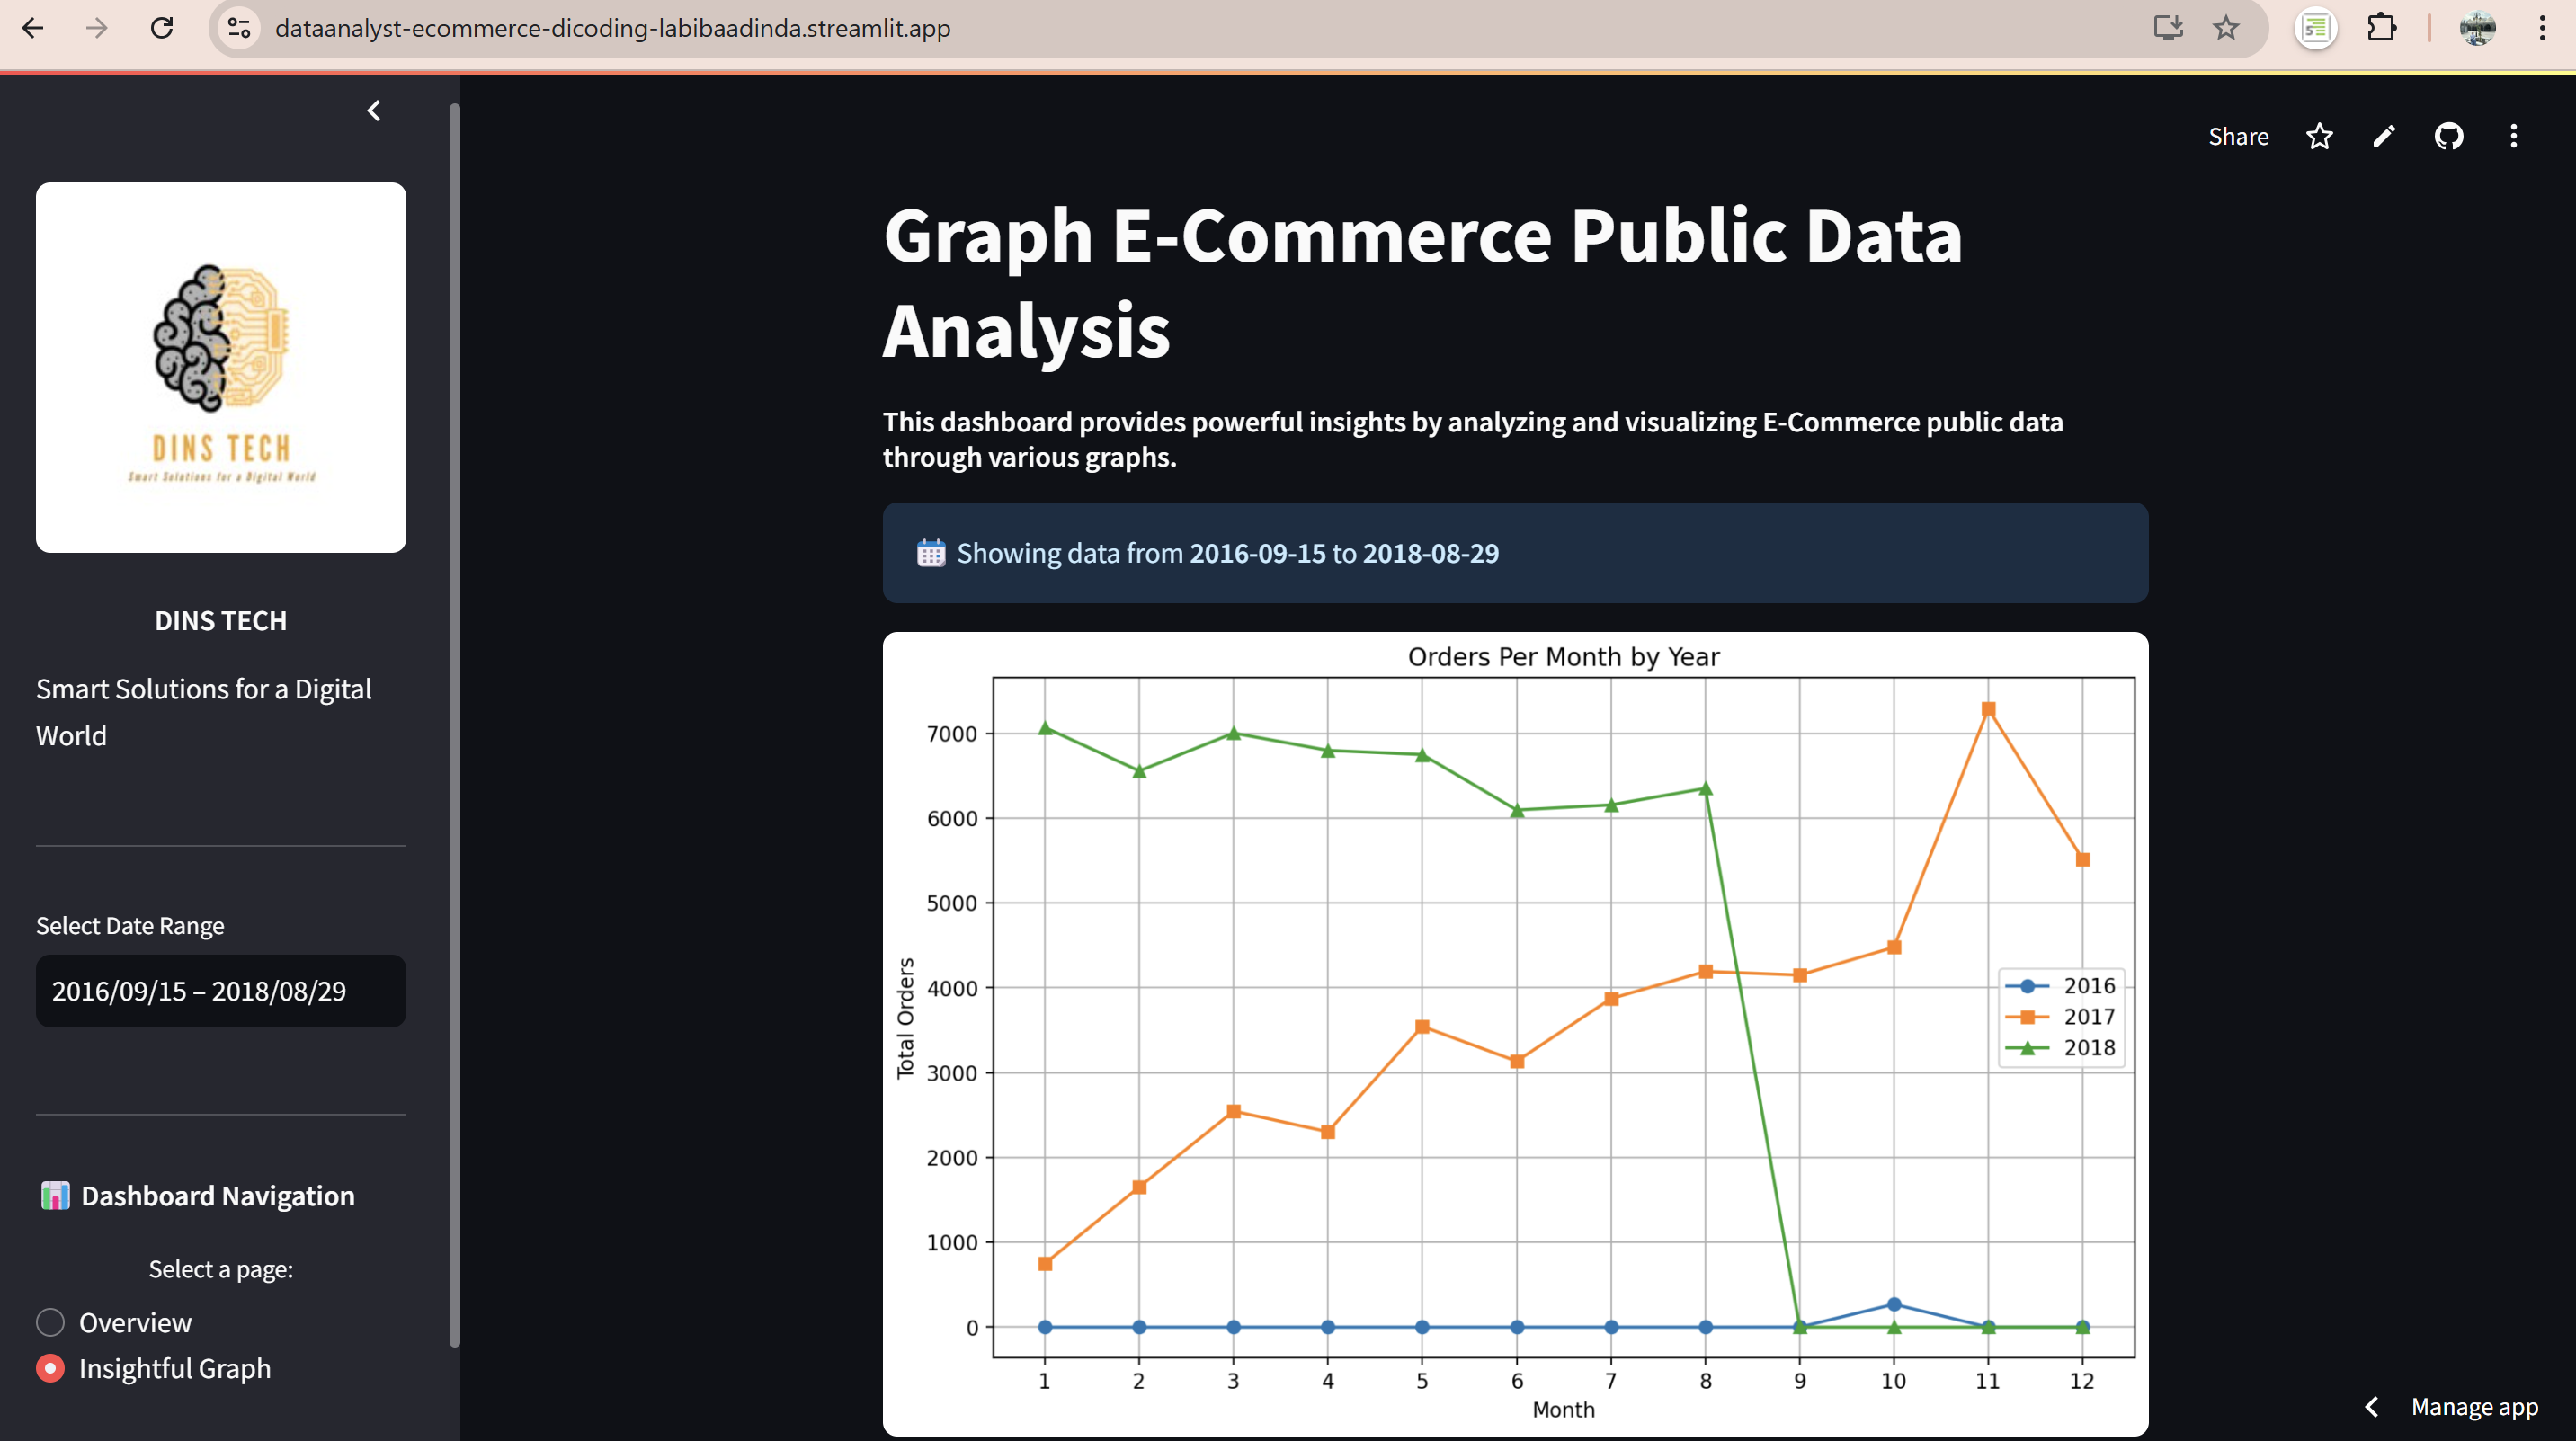 dataanalyst-ecommerce-dicoding-labibaadinda.streamlit.app
DINS TECH
Smart Solutions for a Digital World
DINS TECH
Smart Solutions for a Digital
World
Select Date Range
2016/09/15 – 2018/08/29
Dashboard Navigation
Select a page:
Overview
Insightful Graph
Share
Graph E-Commerce Public Data
Analysis
This dashboard provides powerful insights by analyzing and visualizing E-Commerce public data
through various graphs.
Showing data from 2016-09-15 to 2018-08-29
Orders Per Month by Year
7000
6000
5000
4000
3000
2000
1000
0
Total Orders
2016
2017
2018
1 2 3 4 5 6 7 8 9 10 11 12
Month
Manage app